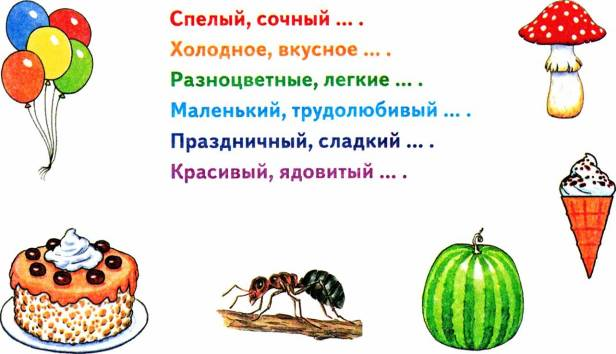 Спелый, сочный ... .
Холодное, вкусное ... .
Разноцветные, легкие ... .
Маленький, трудолюбивый ... .
Праздничный, сладкий ... .
Красивый, ядовитый ... .